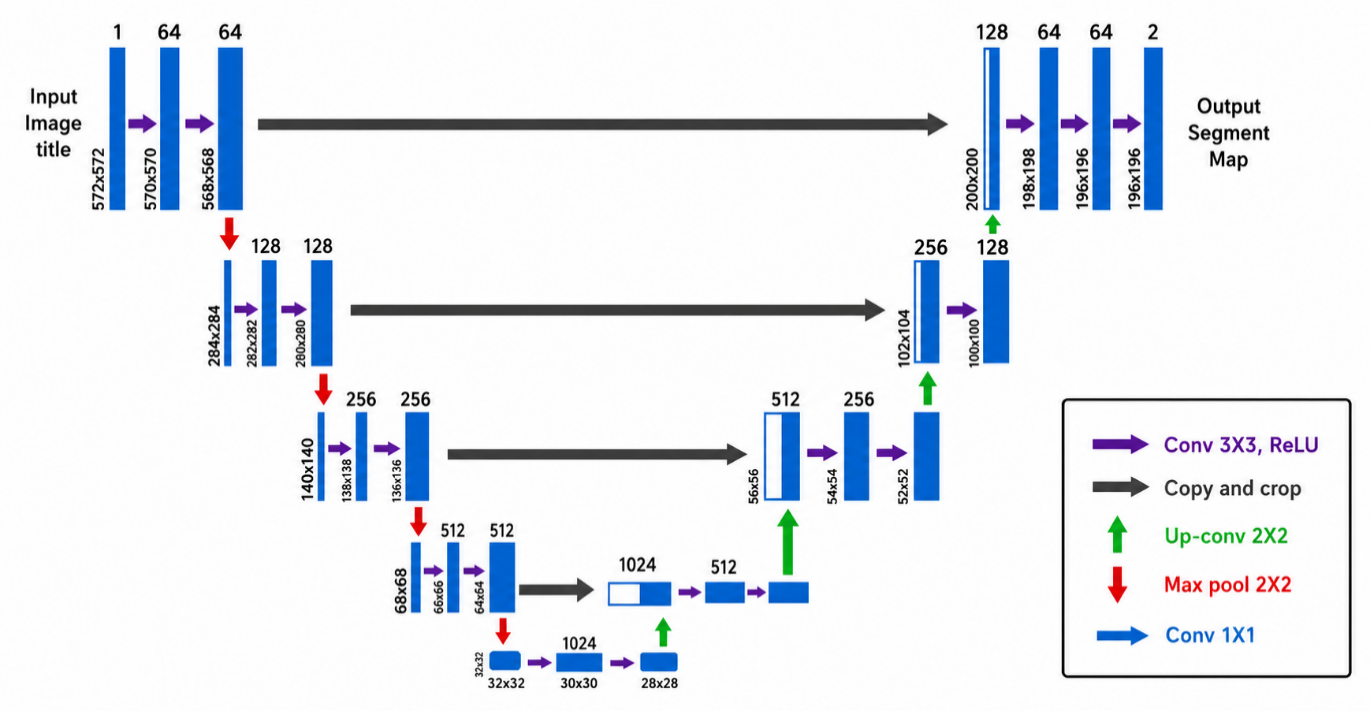 1 64 64
128 64 64 2
Input
Image
title
572x572
570x570
568x568
200x200
198x198
196x196
196x196
Output
Segment
Map
128 128
256 128
284x284
282x282
280x280
102x104
100x100
256 256
512 256
140x140
138x138
136x136
56x56
54x54
52x52
512 512
1024 512
68x68
66x66
64x64
1024
32x32
32x32
30x30
28x28
Conv 3X3, ReLU
Copy and crop
Up-conv 2X2
Max pool 2X2
Conv 1X1